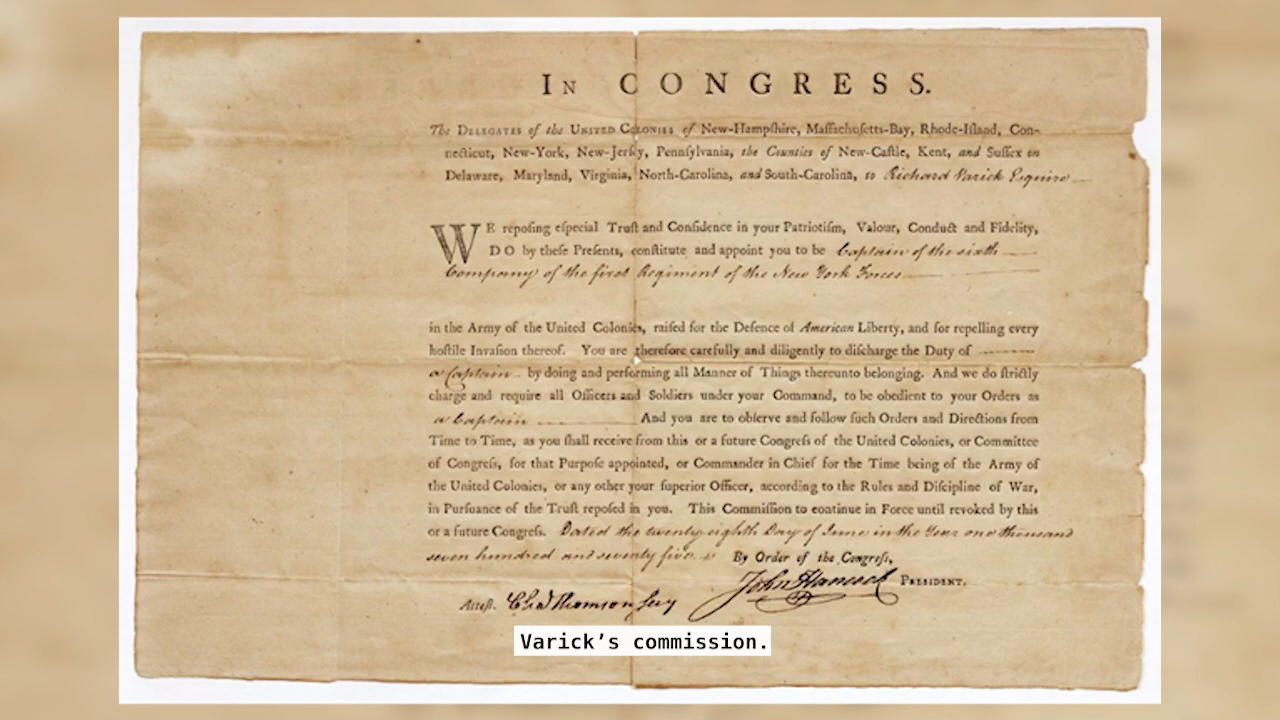 In CONGRESS.
The DELEGATES of the UNITED COLONIES of New-Hampſhire, Maſſachuſetts-Bay, Rhode-Iſland, Con-
necticut, New-York, New-Jerſey, Pennſylvania, the Counties of New-Caſtle, Kent, and Suſſex on
Delaware, Maryland, Virginia, North-Carolina, and South-Carolina, to Richard Varick Esquire
WE repoſing eſpecial Truſt and Confidence in your Patriotiſm, Valour, Conduct and Fidelity,
DO by theſe Preſents, conſtitute and appoint you to be Captain of the sixth
Company of the first Regiment of the New York Forces
in the Army of the United Colonies, raiſed for the Defence of American Liberty, and for repelling every
hoſtile Invaſion thereof. You are therefore carefully and diligently to diſcharge the Duty of
a Captain by doing and performing all Manner of Things thereunto belonging. And we do ſtrictly
charge and require all Officers and Soldiers under your Command, to be obedient to your Orders as
a Captain And you are to obſerve and follow ſuch Orders and Directions from
Time to Time, as you ſhall receive from this or a future Congreſs of the United Colonies, or Committee
of Congreſs, for that Purpoſe appointed, or Commander in Chief for the Time being of the Army of
the United Colonies, or any other your ſuperior Officer, according to the Rules and Diſcipline of War,
in Purſuance of the Truſt repoſed in you. This Commiſſion to continue in Force until revoked by this
or a future Congreſs. Dated the twenty eighth Day of June in the Year one thousand
seven hundred and seventy five. By Order of the Congreſs,
John Hancock PRESIDENT.
Atteſt. Chas Thomson Secy
Varick’s commission.